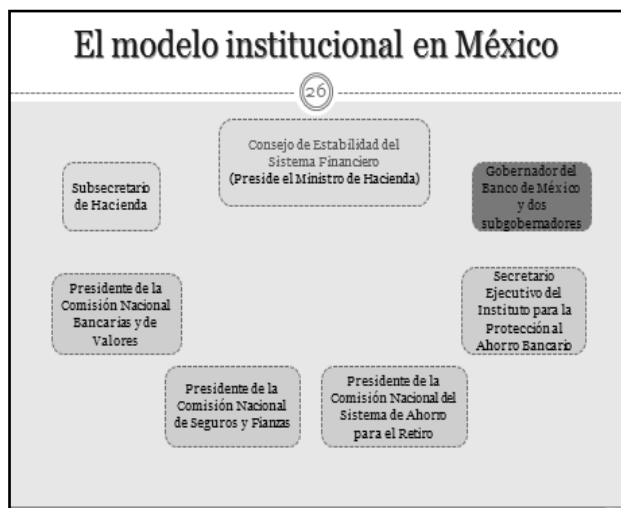 El modelo institucional en México
26
Consejo de Estabilidad del
Sistema Financiero
(Preside el Ministro de Hacienda)
Subsecretario
de Hacienda
Gobernador del
Banco de México
y dos
subgobernadores
Presidente de la
Comisión Nacional
Bancarias y de
Valores
Secretario
Ejecutivo del
Instituto para la
Protección al
Ahorro Bancario
Presidente de la
Comisión Nacional
de Seguros y Fianzas
Presidente de la
Comisión Nacional del
Sistema de Ahorro
para el Retiro